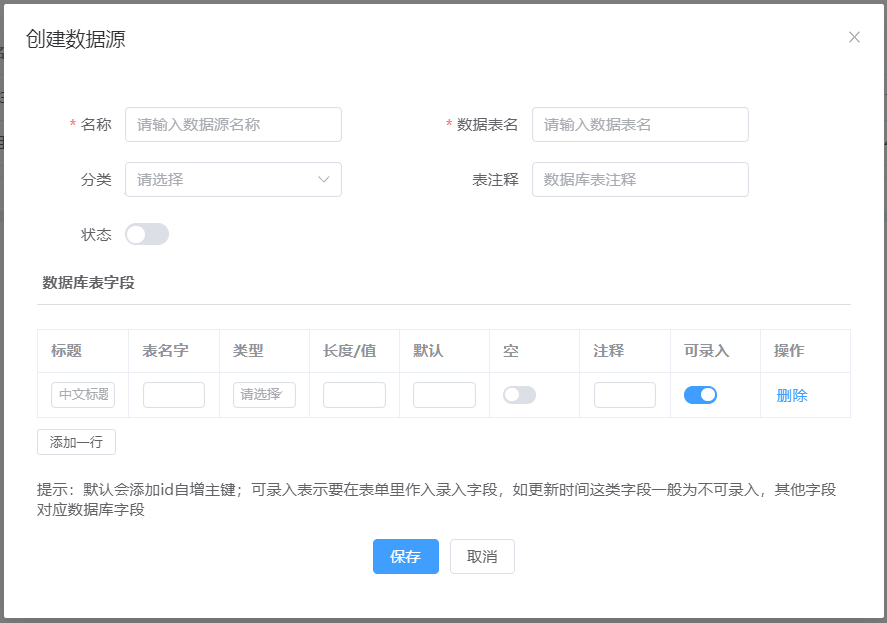 创建数据源
* 名称 请输入数据源名称 * 数据表名 请输入数据表名
分类 请选择 表注释 数据库表注释
状态
数据库表字段
标题 表名字 类型 长度/值 默认 空 注释 可录入 操作
中文标题 请选择 删除
添加一行
提示：默认会添加id自增主键；可录入表示要在表单里作入录入字段，如更新时间这类字段一般为不可录入，其他字段
对应数据库字段
保存 取消